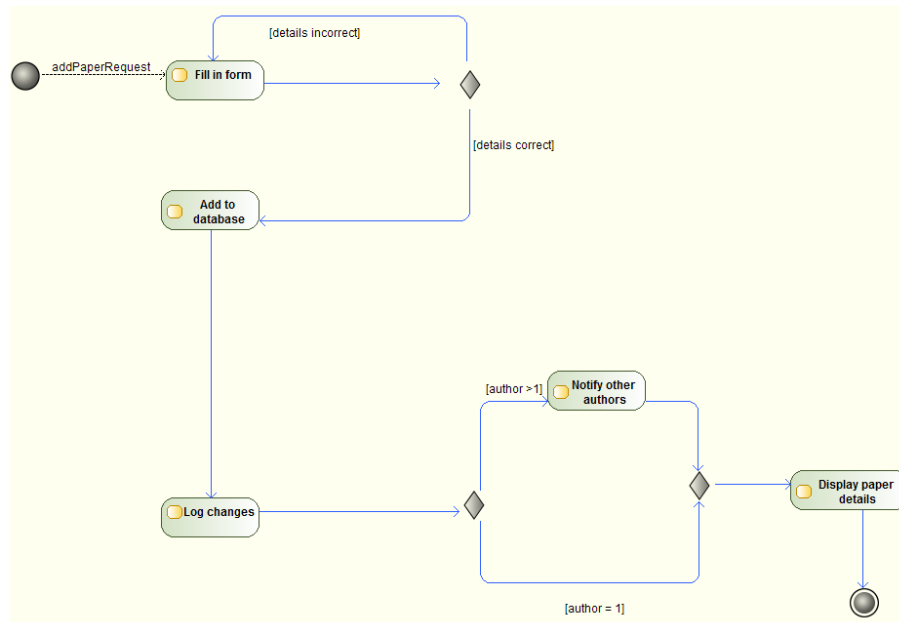 [details incorrect]
addPaperRequest
Fill in form
[details correct]
Add to
database
[author >1]
Notify other
authors
Log changes
Display paper
details
[author = 1]